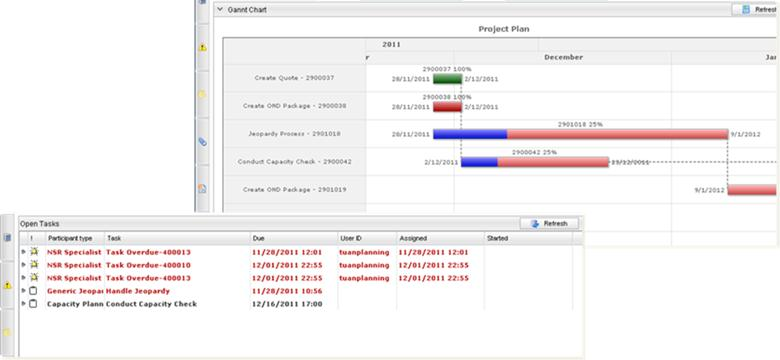 Gannt Chart
Refresh
Project Plan
2011
r December Jar
2900037 100%
Create Quote - 2900037 28/11/2011 2/12/2011
2900038 100%
Create OND Package - 2900038 28/11/2011 2/12/2011
2901018 25%
Jeopardy Process - 2901018 28/11/2011 9/1/2012
2900042 25%
Conduct Capacity Check - 2900042 2/12/2011 23/12/2011
Create OND Package - 2901019 9/1/2012
Open Tasks Refresh
! Participant type Task Due User ID Assigned Started
NSR Specialist Task Overdue-400013 11/28/2011 12:01 tuanplanning 11/28/2011 12:01
NSR Specialist Task Overdue-400010 12/01/2011 22:55 tuanplanning 12/01/2011 22:55
NSR Specialist Task Overdue-400013 12/01/2011 22:55 tuanplanning 12/01/2011 22:55
Generic Jeopar Handle Jeopardy 11/28/2011 10:56
Capacity Plann Conduct Capacity Check 12/16/2011 17:00